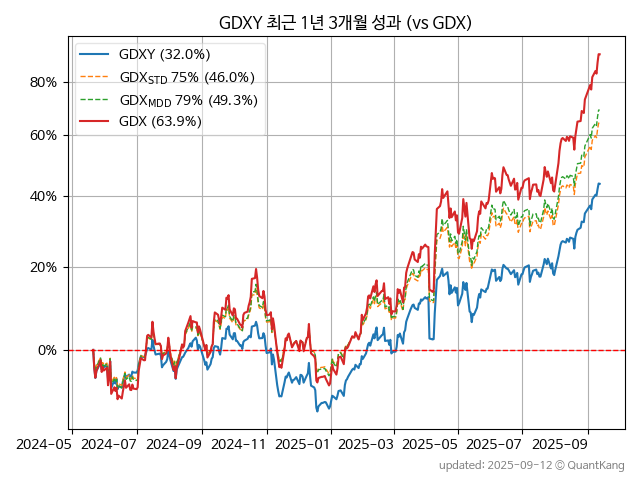 GDXY 최근 1년 3개월 성과 (vs GDX)
GDXY (32.0%)
GDX_STD 75% (46.0%)
GDX_MDD 79% (49.3%)
GDX (63.9%)
80%
60%
40%
20%
0%
2024-05 2024-07 2024-09 2024-11 2025-01 2025-03 2025-05 2025-07 2025-09
updated: 2025-09-12 © QuantKang